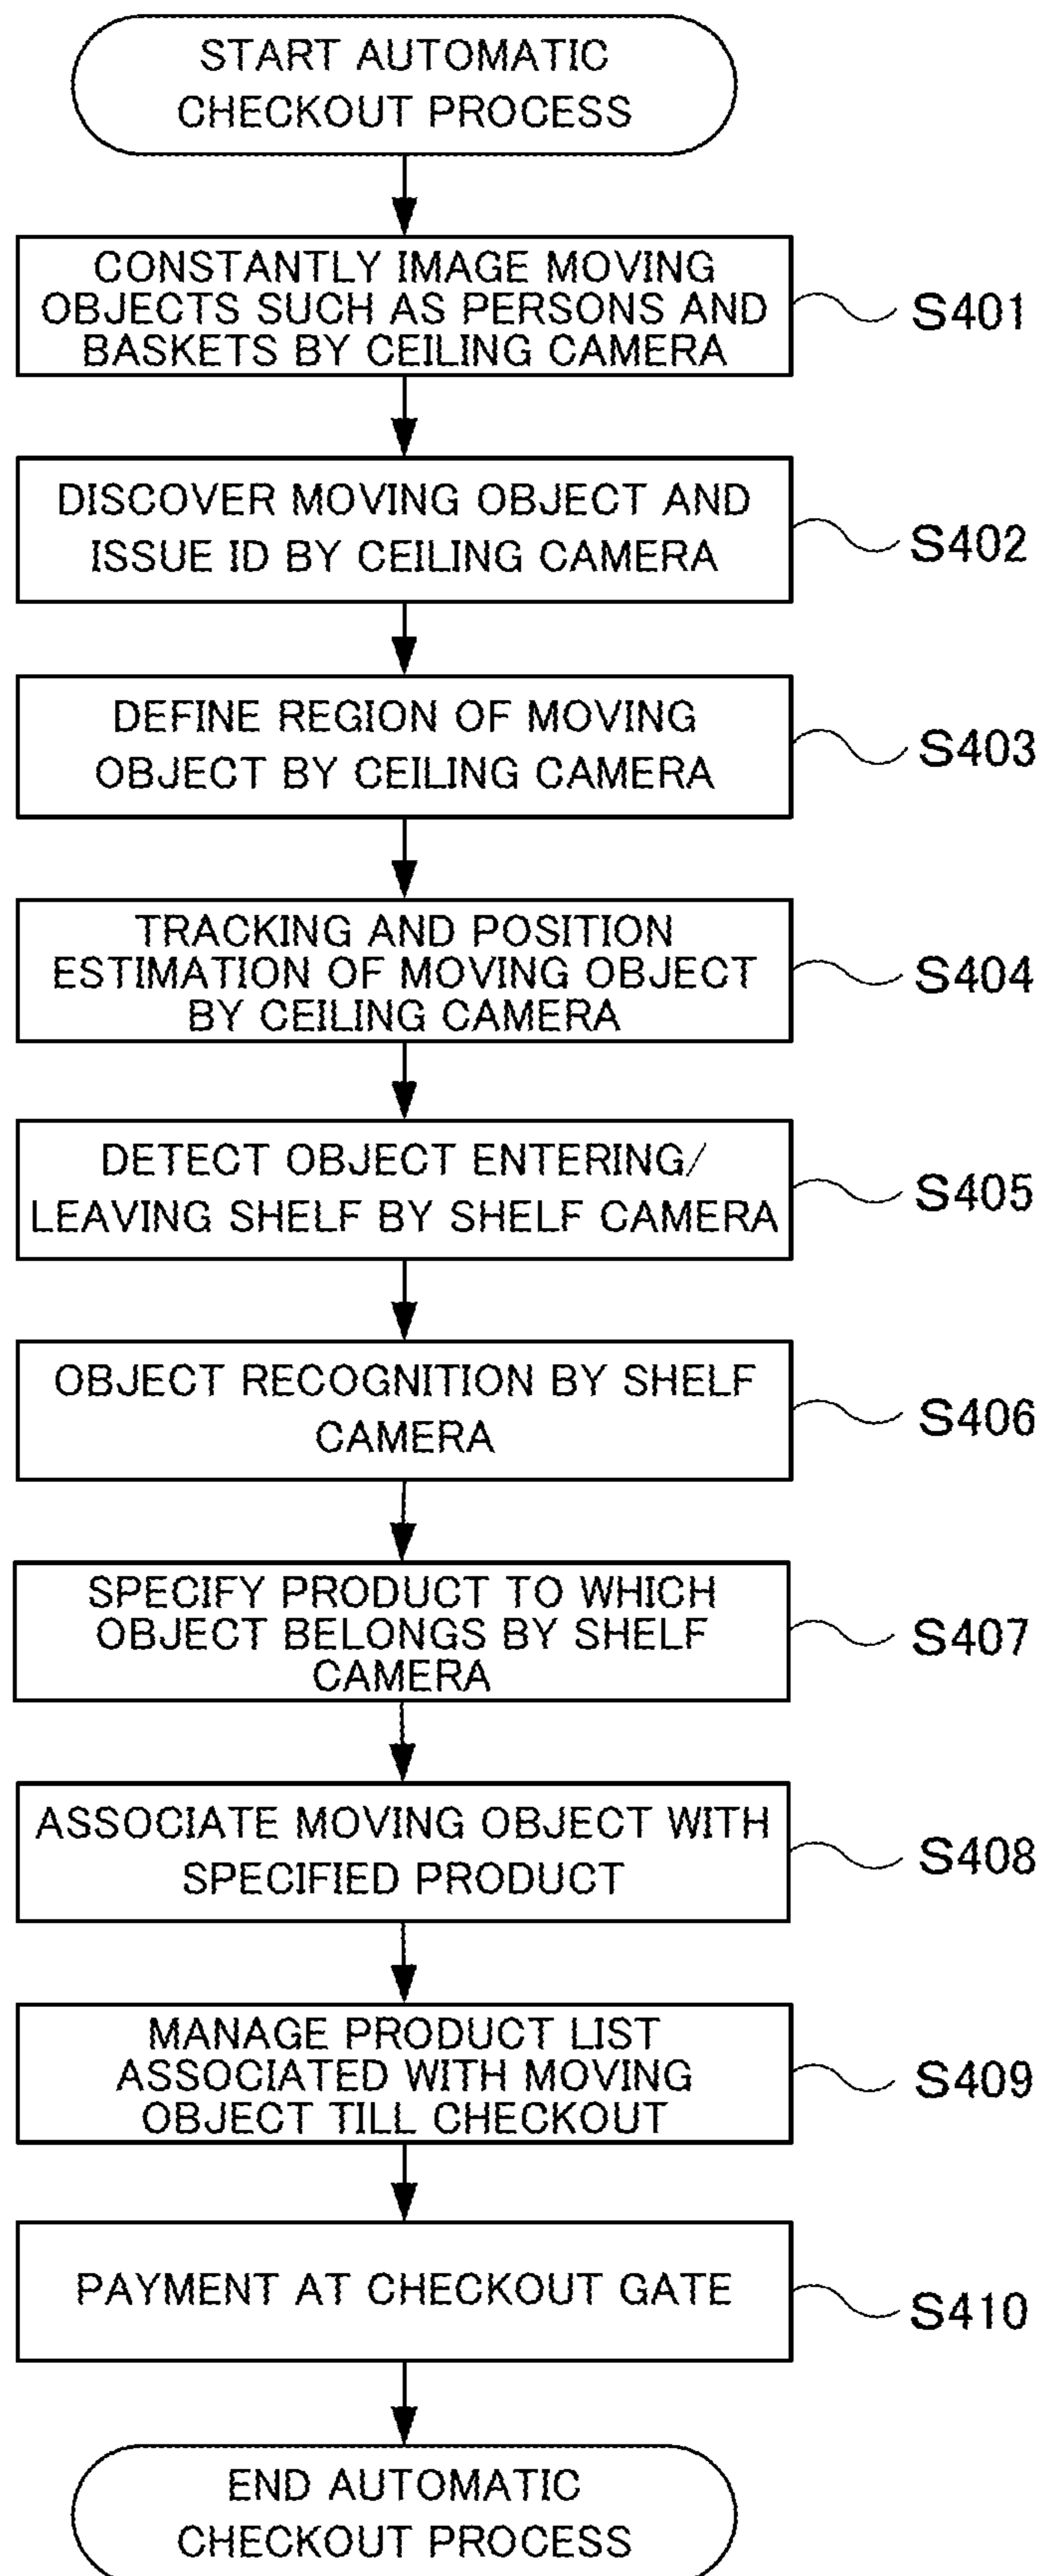 START AUTOMATIC
CHECKOUT PROCESS
CONSTANTLY IMAGE MOVING
OBJECTS SUCH AS PERSONS AND
BASKETS BY CEILING CAMERA
S401
DISCOVER MOVING OBJECT AND
ISSUE ID BY CEILING CAMERA
S402
DEFINE REGION OF MOVING
OBJECT BY CEILING CAMERA
S403
TRACKING AND POSITION
ESTIMATION OF MOVING OBJECT
BY CEILING CAMERA
S404
DETECT OBJECT ENTERING/
LEAVING SHELF BY SHELF CAMERA
S405
OBJECT RECOGNITION BY SHELF
CAMERA
S406
SPECIFY PRODUCT TO WHICH
OBJECT BELONGS BY SHELF
CAMERA
S407
ASSOCIATE MOVING OBJECT WITH
SPECIFIED PRODUCT
S408
MANAGE PRODUCT LIST
ASSOCIATED WITH MOVING
OBJECT TILL CHECKOUT
S409
PAYMENT AT CHECKOUT GATE
S410
END AUTOMATIC
CHECKOUT PROCESS